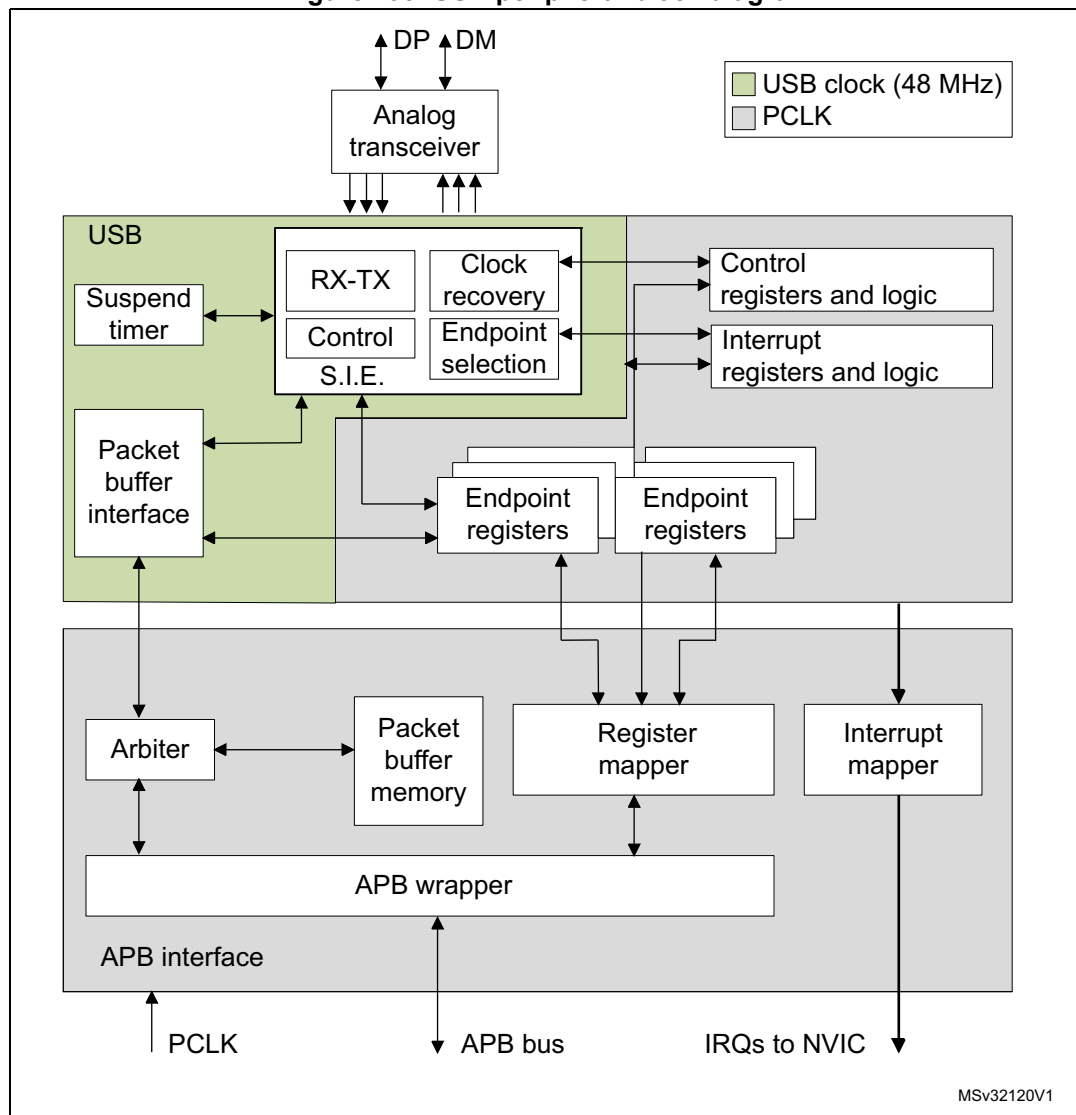 DP DM
USB clock (48 MHz)
PCLK
Analog
transceiver
USB
RX-TX
Clock
recovery
Control
registers and logic
Suspend
timer
Control
Endpoint
selection
Interrupt
registers and logic
S.I.E.
Packet
buffer
interface
Endpoint
registers
Endpoint
registers
Arbiter
Packet
buffer
memory
Register
mapper
Interrupt
mapper
APB wrapper
APB interface
PCLK
APB bus
IRQs to NVIC
MSv32120V1